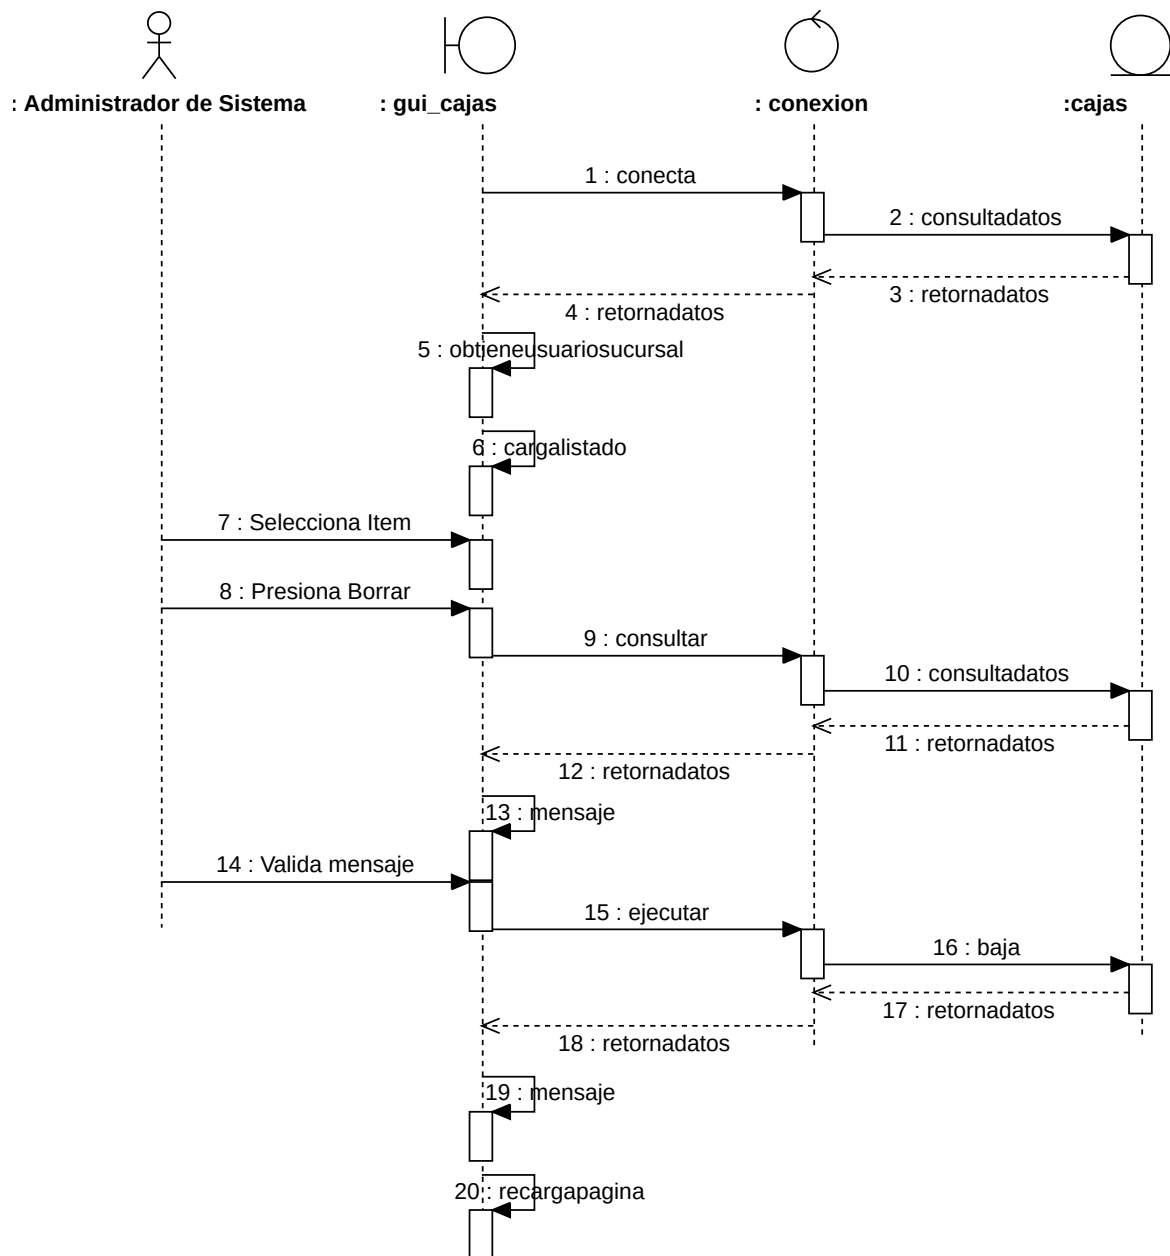 : Administrador de Sistema
: gui_cajas
: conexion
:cajas
1 : conecta
2 : consultadatos
3 : retornadatos
4 : retornadatos
5 : obtieneusuariosucursal
6 : cargalistado
7 : Selecciona Item
8 : Presiona Borrar
9 : consultar
10 : consultadatos
11 : retornadatos
12 : retornadatos
13 : mensaje
14 : Valida mensaje
15 : ejecutar
16 : baja
17 : retornadatos
18 : retornadatos
19 : mensaje
20 : recargapagina